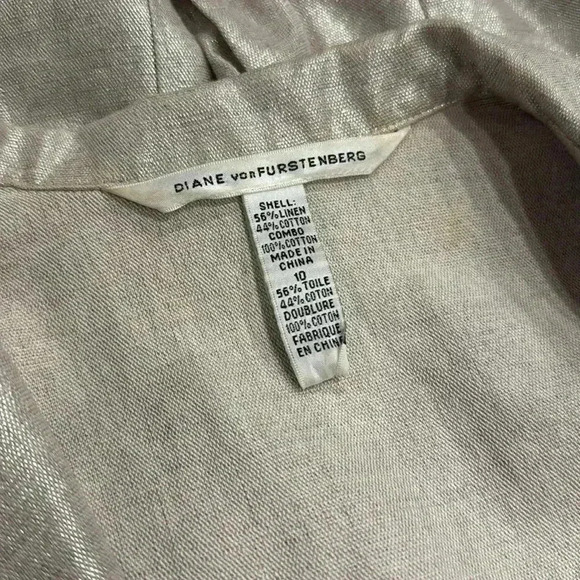 DIANE von FURSTENBERG
SHELL:
56% LINEN
44% COTTON
COMBO
100% COTTON
MADE IN
CHINA
10
56% TOILE
44% COTON
DOUBLURE
100% COTON
FABRIQUE
EN CHINE